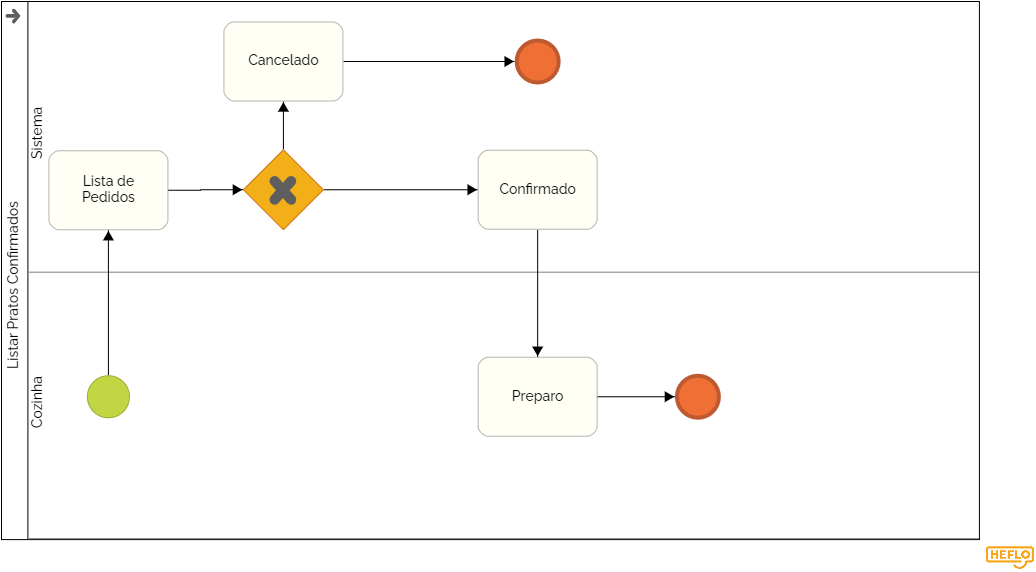 Listar Pratos Confirmados
Sistema
Cancelado
Lista de
Pedidos
Confirmado
Cozinha
Preparo
HEFLO